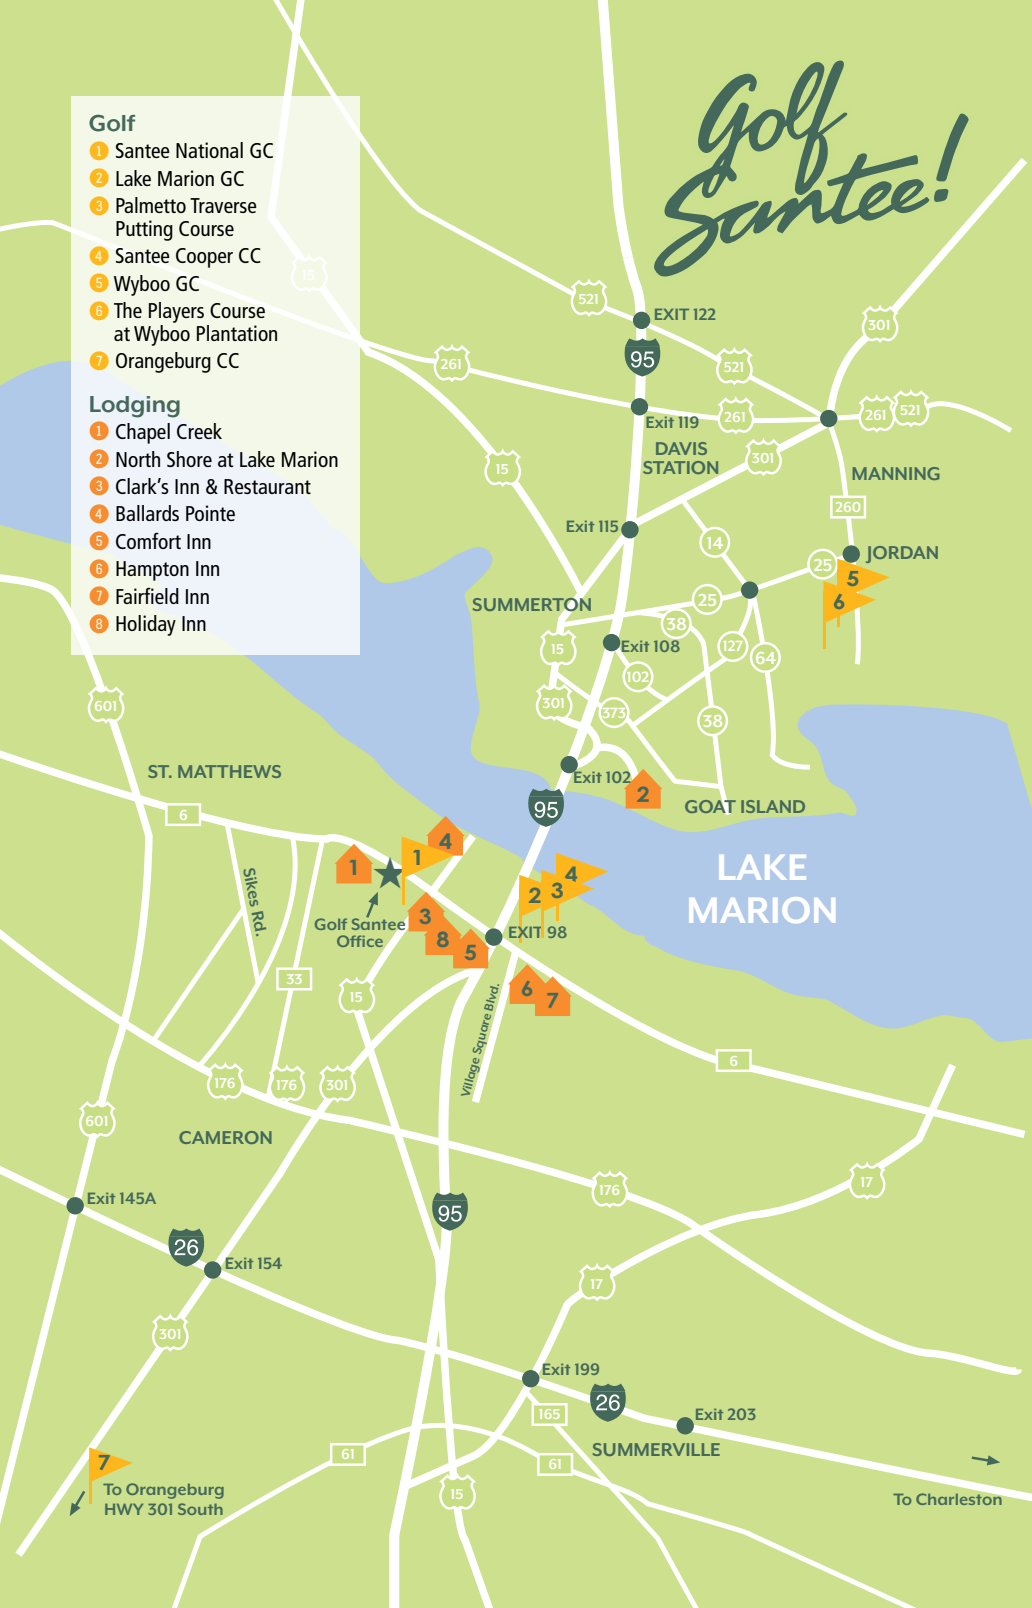 Golf
Santee!
Golf
1 Santee National GC
2 Lake Marion GC
3 Palmetto Traverse
Putting Course
4 Santee Cooper CC
5 Wyboo GC
6 The Players Course
at Wyboo Plantation
7 Orangeburg CC
Lodging
1 Chapel Creek
2 North Shore at Lake Marion
3 Clark's Inn & Restaurant
4 Ballards Pointe
5 Comfort Inn
6 Hampton Inn
7 Fairfield Inn
8 Holiday Inn
15
521
EXIT 122
301
95
261
521
Exit 119
261
261
521
DAVIS
STATION
301
15
MANNING
260
Exit 115
14
JORDAN
25
5
6
SUMMERTON
25
38
15
Exit 108
127
64
102
301
373
38
601
ST. MATTHEWS
Exit 102
2
95
GOAT ISLAND
6
LAKE
MARION
4
1
1
4
3
2
Sikes Rd.
Golf Santee
Office
3
8
5
EXIT 98
33
15
6
7
Village Square Blvd.
6
176
176
301
601
CAMERON
176
17
Exit 145A
95
26
Exit 154
17
301
Exit 199
26
165
Exit 203
SUMMERVILLE
61
61
7
To Orangeburg
HWY 301 South
15
To Charleston